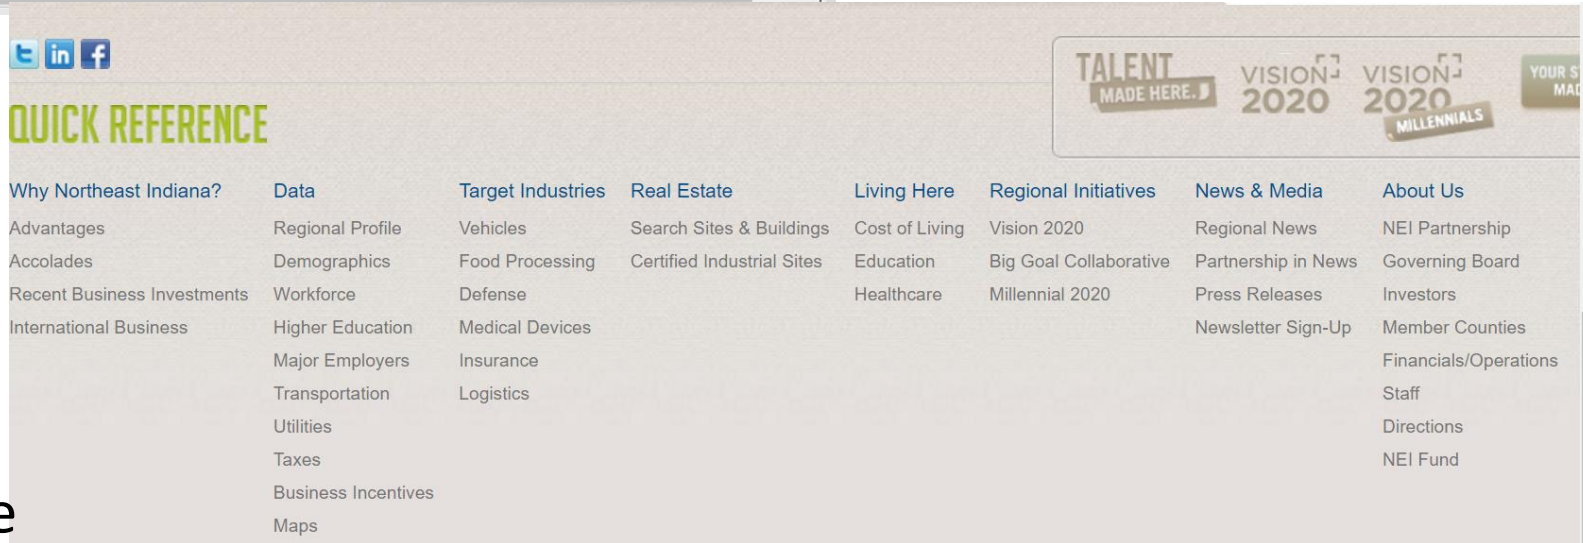 QUICK REFERENCE
TALENT
MADE HERE.
VISION
2020
VISION
2020
MILLENNIALS
YOUR
Why Northeast Indiana?
Advantages
Accolades
Recent Business Investments
International Business
Data
Regional Profile
Demographics
Workforce
Higher Education
Major Employers
Transportation
Utilities
Taxes
Business Incentives
Maps
Target Industries
Vehicles
Food Processing
Defense
Medical Devices
Insurance
Logistics
Real Estate
Search Sites & Buildings
Certified Industrial Sites
Living Here
Cost of Living
Education
Healthcare
Regional Initiatives
Vision 2020
Big Goal Collaborative
Millennial 2020
News & Media
Regional News
Partnership in News
Press Releases
Newsletter Sign-Up
About Us
NEI Partnership
Governing Board
Investors
Member Counties
Financials/Operations
Staff
Directions
NEI Fund